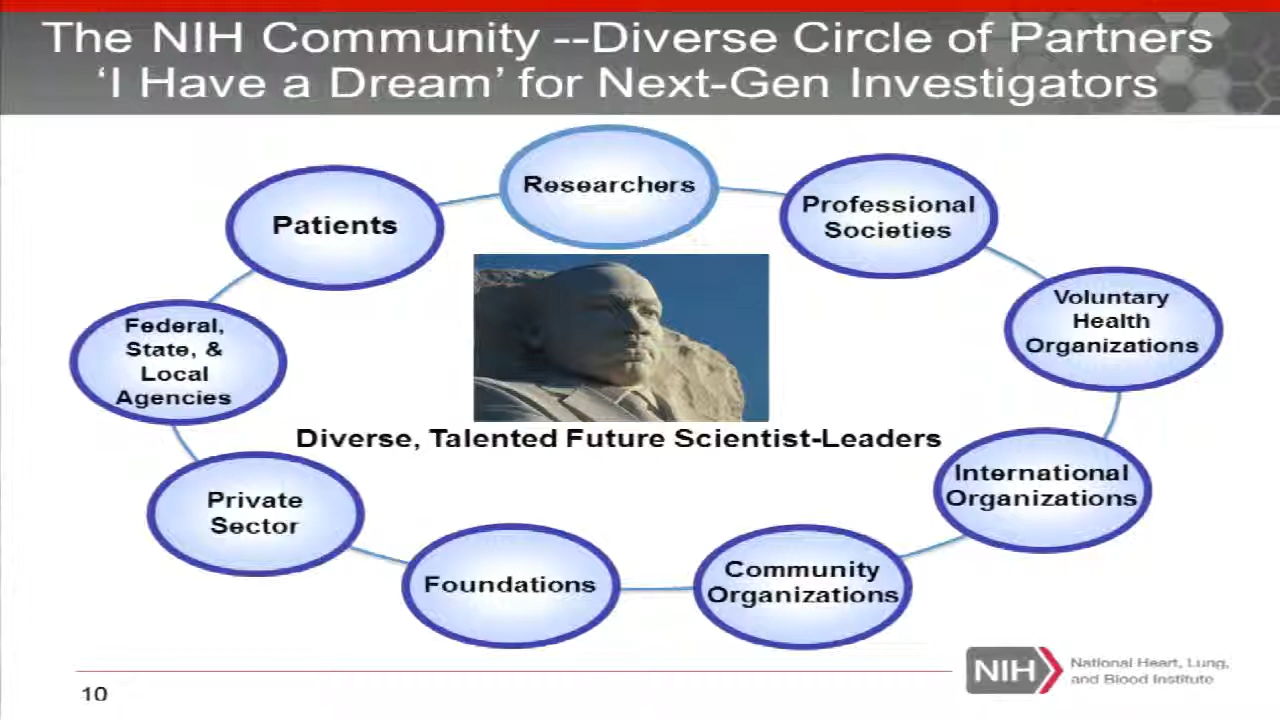 The NIH Community --Diverse Circle of Partners
‘I Have a Dream’ for Next-Gen Investigators
Researchers
Professional
Societies
Voluntary
Health
Organizations
International
Organizations
Community
Organizations
Foundations
Private
Sector
Federal,
State, &
Local
Agencies
Patients
Diverse, Talented Future Scientist-Leaders
10
NIH
National Heart, Lung,
and Blood Institute